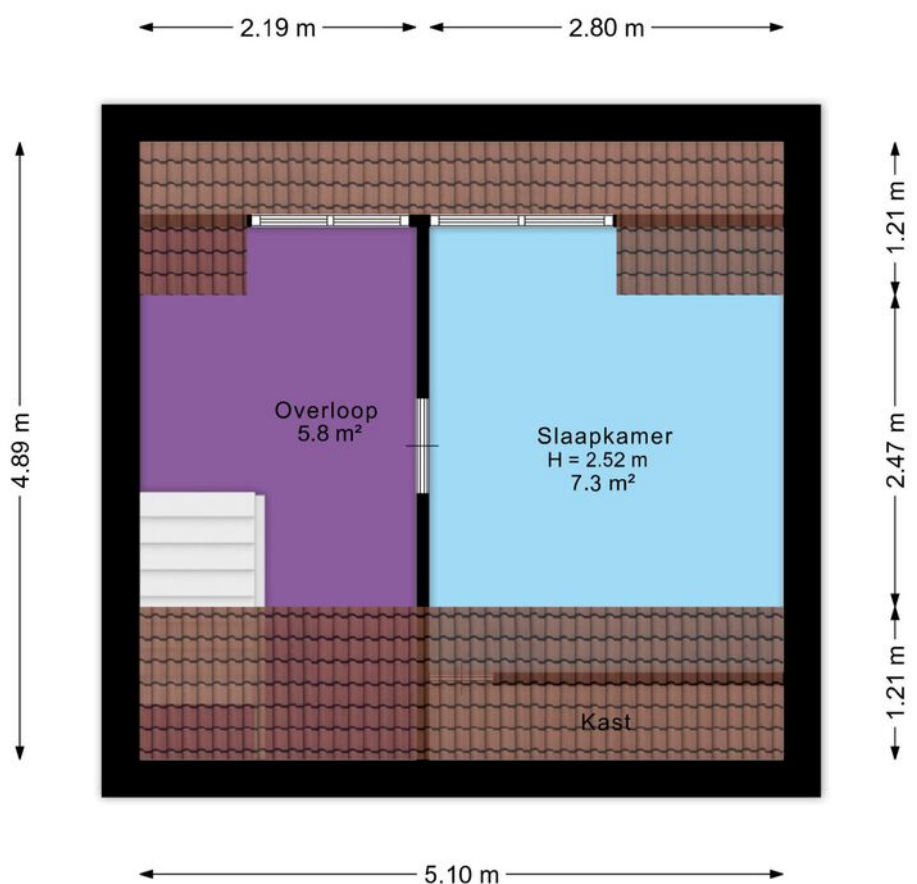 2.19 m
2.80 m
1.21 m
4.89 m
2.47 m
Overloop
5.8 m²
Slaapkamer
H = 2.52 m
7.3 m²
1.21 m
Kast
5.10 m